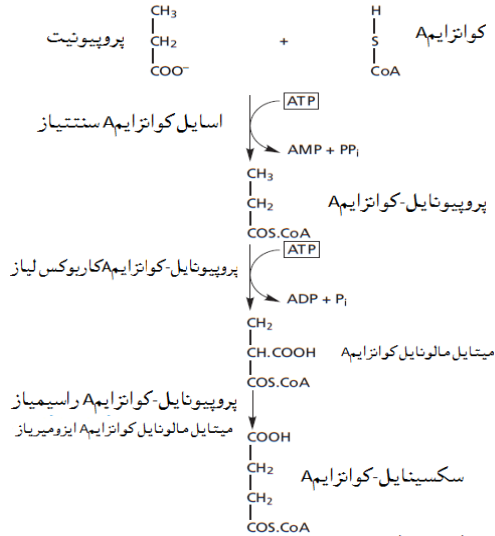 CH3
CH2
COO−
پروپیونیت
+
H
S
CoA
کوانزایمA
اسایل کوانزایمA سنتتیاز
ATP
AMP + PPi
CH3
CH2
COS.CoA
پروپیونایل-کوانزایمA
پروپیونایل-کوانزایمAکاربوکس لیاز
ATP
ADP + Pi
CH2
CH.COOH
COS.CoA
میتایل مالونایل کوانزایمA
پروپیونایل-کوانزایمA راسیمیاز
میتایل مالونایل کوانزایمA ایزومیریاز
COOH
CH2
CH2
COS.CoA
سکسینایل-کوانزایمA